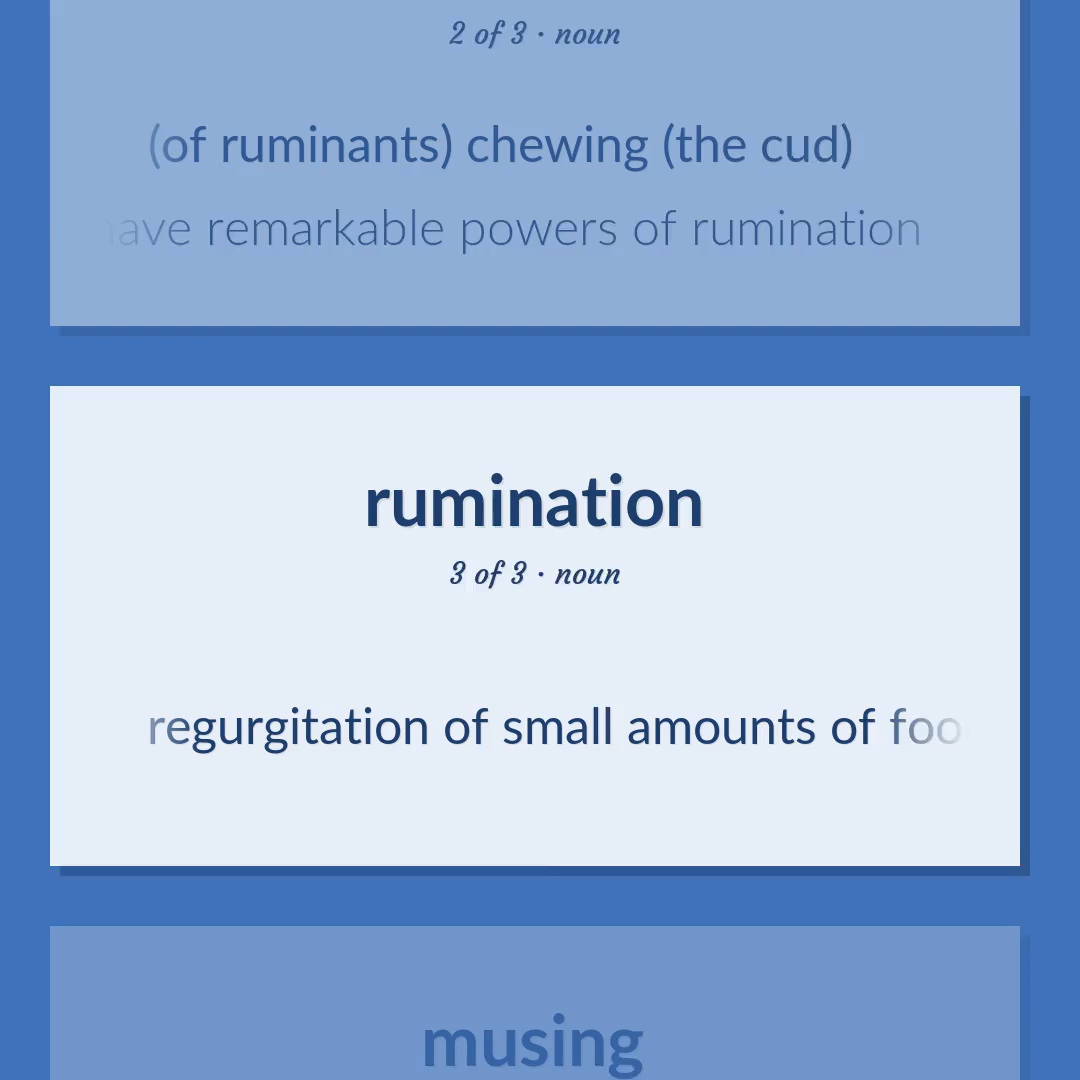 2 of 3 · noun
(of ruminants) chewing (the cud)
remarkable powers of rumination
rumination
3 of 3 · noun
regurgitation of small amounts of
musing